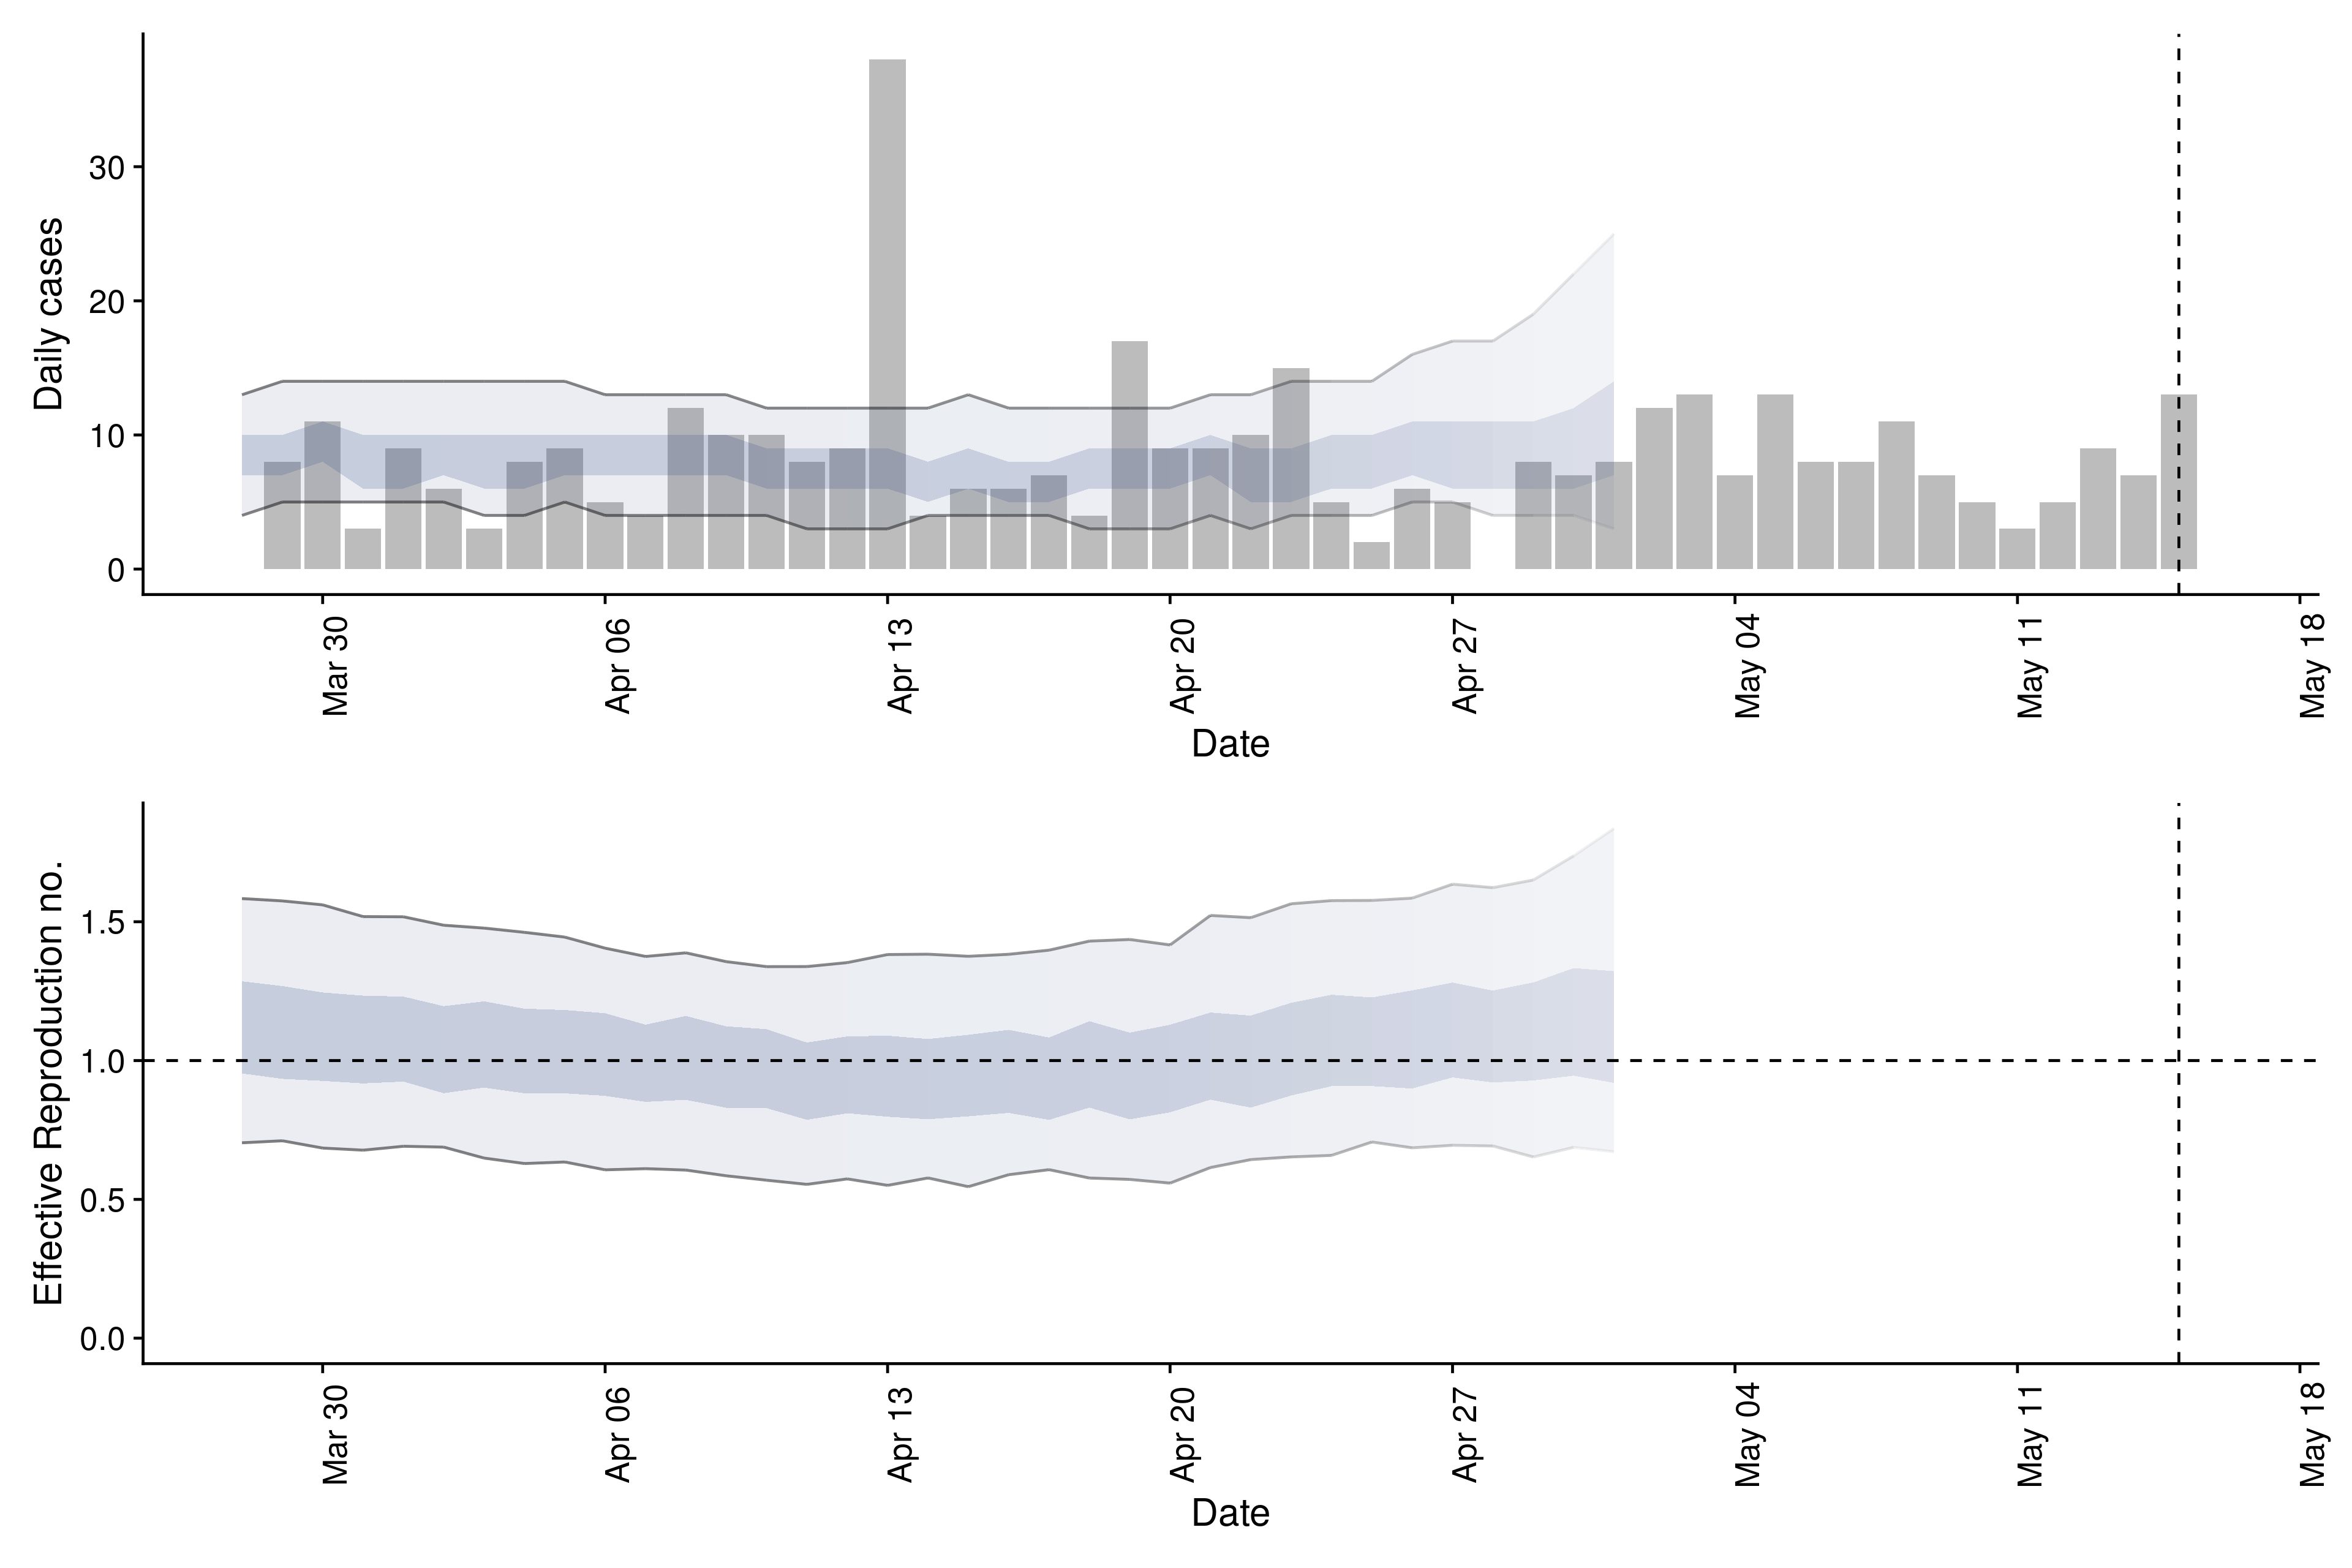 Daily cases
30
20
10
0
Mar 30
Apr 06
Apr 13
Apr 20
Apr 27
May 04
May 11
May 18
Date
Effective Reproduction no.
1.5
1.0
0.5
0.0
Mar 30
Apr 06
Apr 13
Apr 20
Apr 27
May 04
May 11
May 18
Date